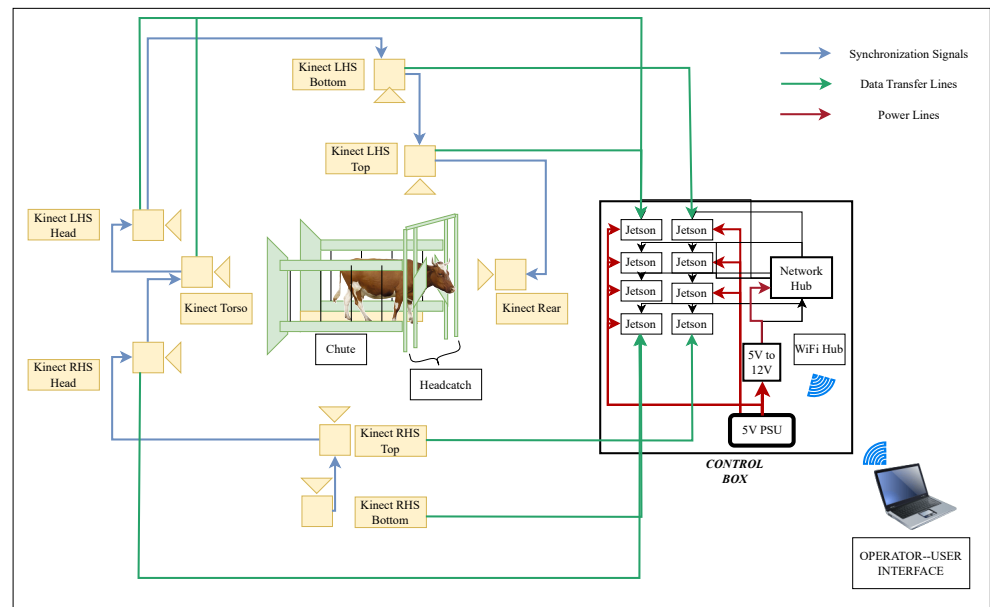 Synchronization Signals
Data Transfer Lines
Power Lines
Kinect LHS
Bottom
Kinect LHS
Top
Kinect LHS
Head
Kinect Torso
Kinect Rear
Kinect RHS
Head
Chute
Headcatch
Kinect RHS
Top
Kinect RHS
Bottom
Jetson
Jetson
Jetson
Jetson
Jetson
Jetson
Jetson
Jetson
Network
Hub
5V to
12V
WiFi Hub
5V PSU
CONTROL
BOX
OPERATOR--USER
INTERFACE